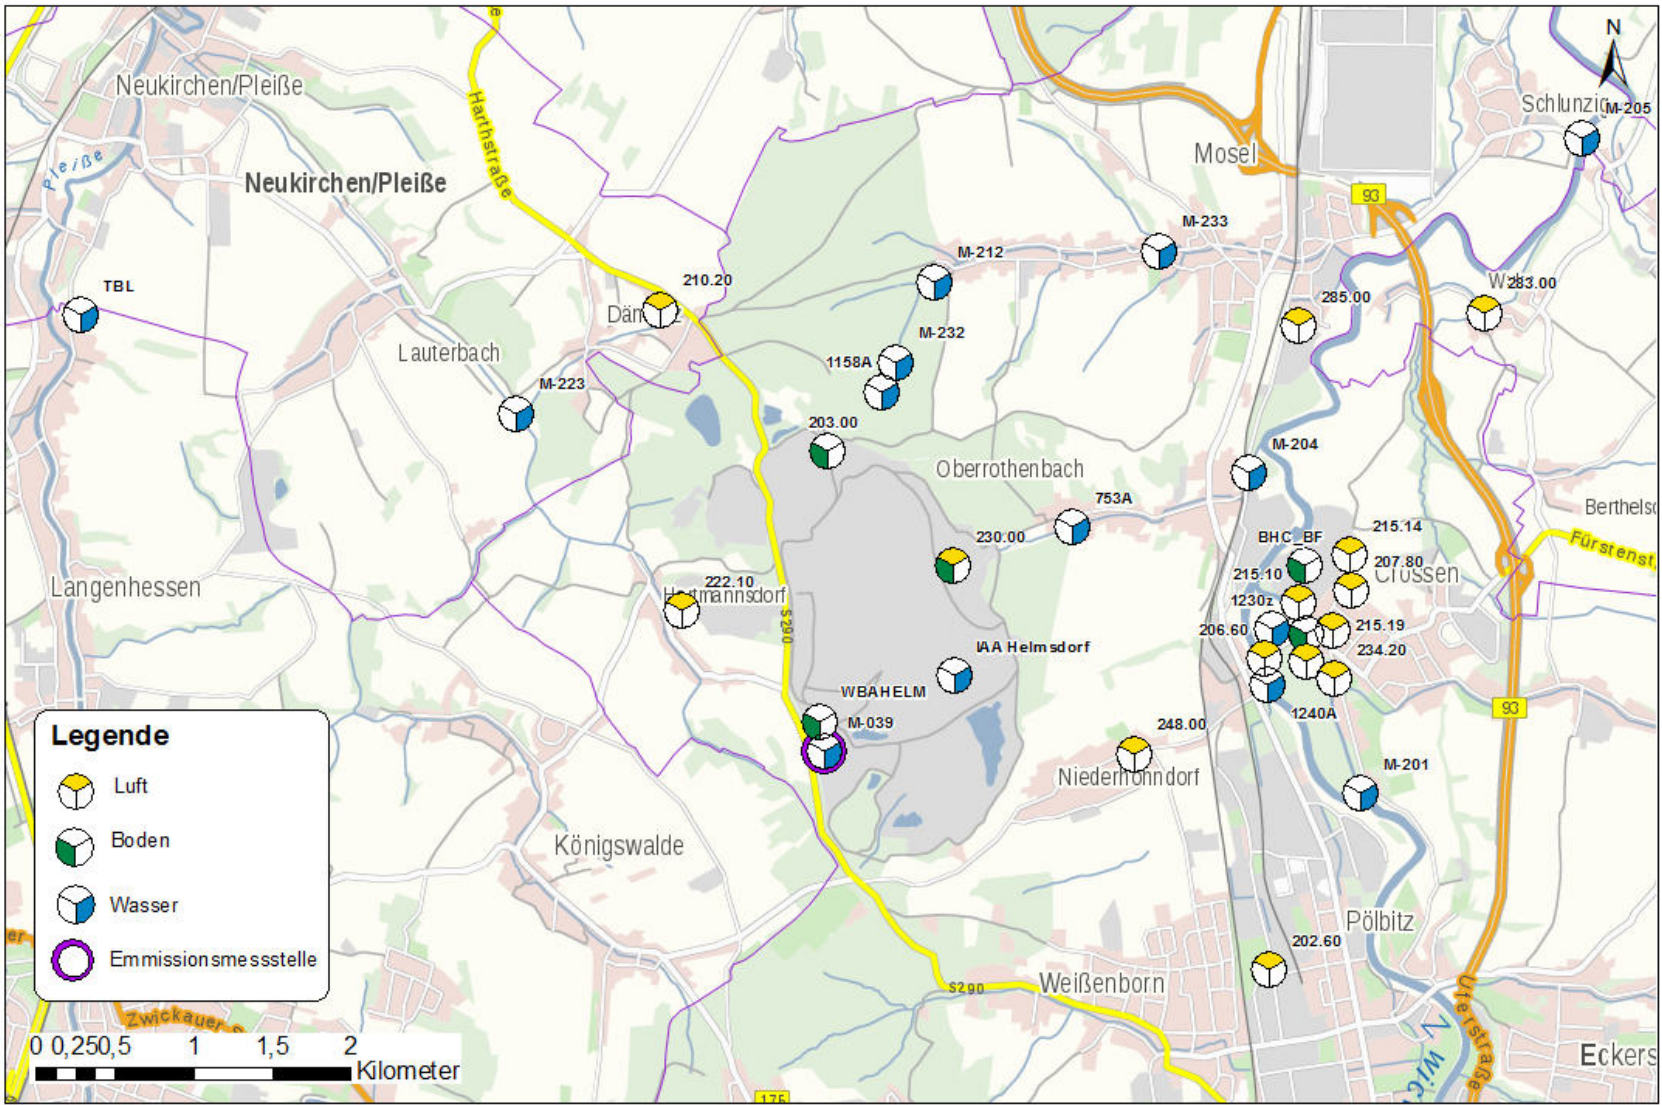 N
Neukirchen/Pleiße
Schlunzig
M-205
Harthstraße
Mosel
Pleiße
Neukirchen/Pleiße
93
M-233
M-212
TBL
210.20
283.00
285.00
M-232
Lauterbach
1158A
M-223
203.00
M-204
Oberrothenbach
753A
215.14
230.00
BHC_BF
207.80
Crossen
Fürstenst
215.10
222.10
Langenhessen
Hartmannsdorf
1230z
S290
206.60
215.19
IAA Helmsdorf
234.20
WBAHELM
M-039
1240A
93
248.00
Niederhohndorf
M-201
Königswalde
Pölbitz
202.60
S290
Weißenborn
Legende
Luft
Boden
Wasser
Emmissionsmessstelle
er
Zwickauer S
Uferstraße
Eckers
0 0,250,5 1 1,5 2
Kilometer
175